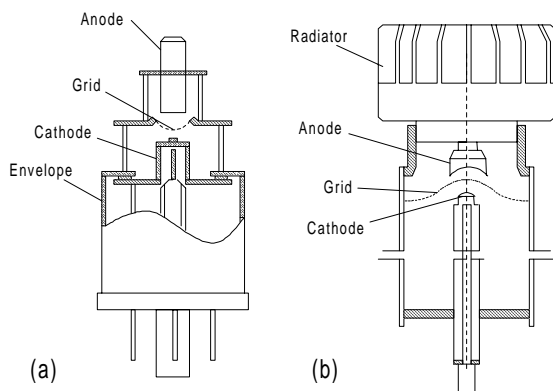 Anode
Grid
Cathode
Envelope
(a)
Radiator
Anode
Grid
Cathode
(b)